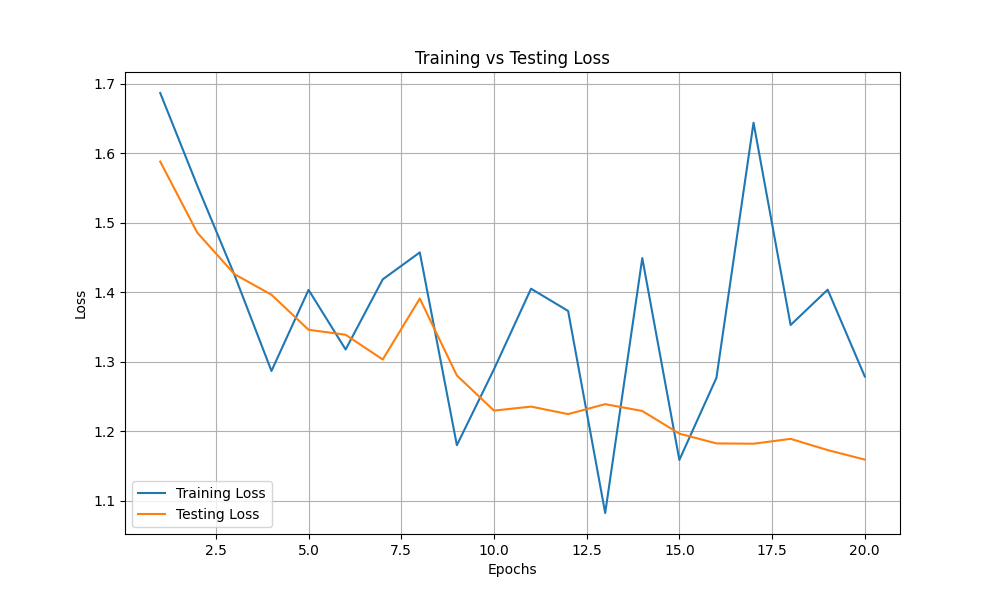 Training vs Testing Loss
1.7
1.6
1.5
1.4
1.3
1.2
1.1
Loss
Training Loss
Testing Loss
2.5 5.0 7.5 10.0 12.5 15.0 17.5 20.0
Epochs